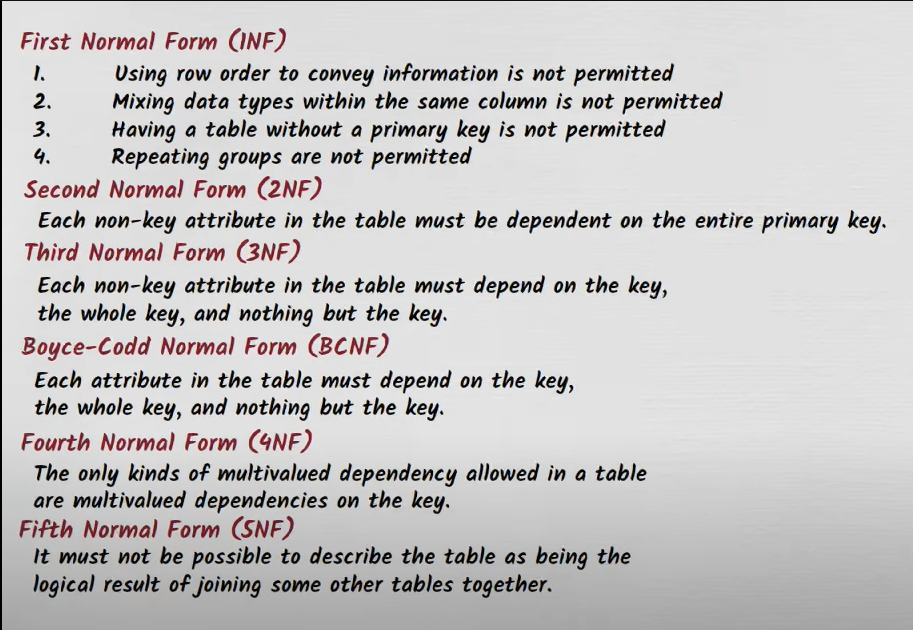 First Normal Form (1NF)
1. Using row order to convey information is not permitted
2. Mixing data types within the same column is not permitted
3. Having a table without a primary key is not permitted
4. Repeating groups are not permitted
Second Normal Form (2NF)
Each non-key attribute in the table must be dependent on the entire primary key.
Third Normal Form (3NF)
Each non-key attribute in the table must depend on the key,
the whole key, and nothing but the key.
Boyce-Codd Normal Form (BCNF)
Each attribute in the table must depend on the key,
the whole key, and nothing but the key.
Fourth Normal Form (4NF)
The only kinds of multivalued dependency allowed in a table
are multivalued dependencies on the key.
Fifth Normal Form (5NF)
It must not be possible to describe the table as being the
logical result of joining some other tables together.